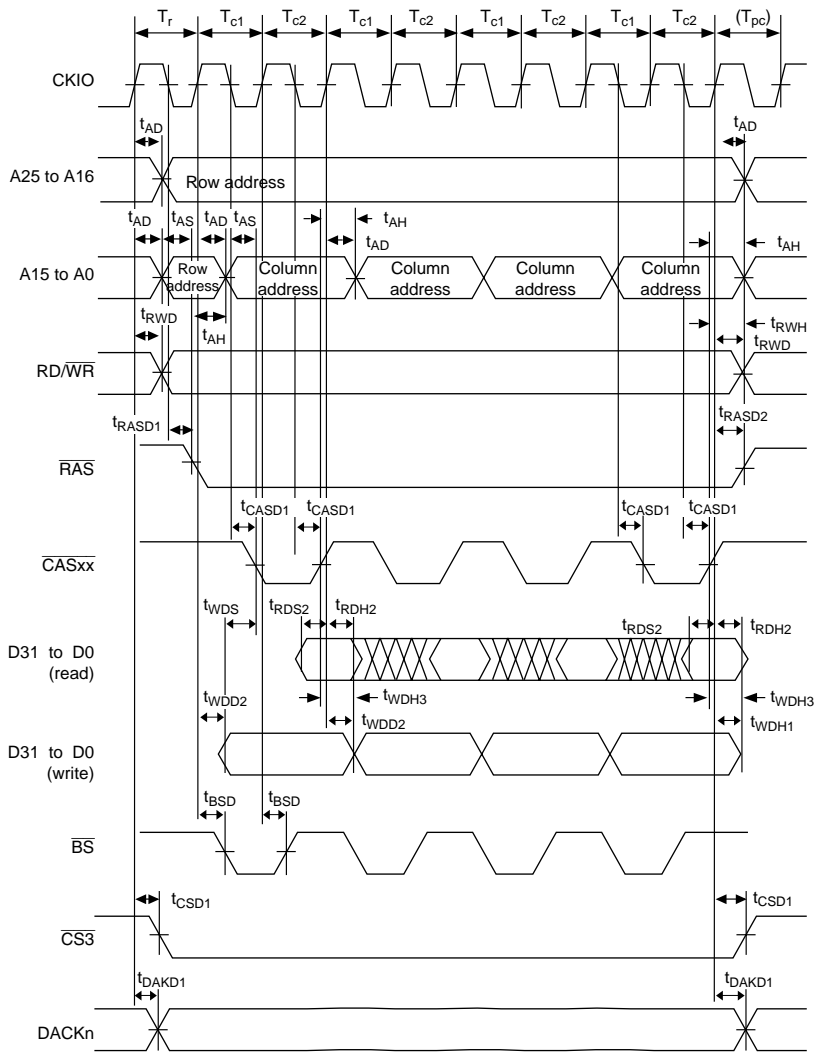 Tr Tc1 Tc2 Tc1 Tc2 Tc1 Tc2 Tc1 Tc2 (Tpc)
CKIO
tAD tAD
A25 to A16 Row address
tAD tAS tAD tAS tAH
tAD tAH
A15 to A0 Row address Column address Column address Column address Column address
tRWD tAH tRWH
tRWD
RD/WR
tRASD1 tRASD2
RAS
tCASD1 tCASD1 tCASD1 tCASD1
CASxx
tWDS tRDS2 tRDH2 tRDS2 tRDH2
D31 to D0
(read)
tWDD2 tWDH3 tWDH3
tWDD2 tWDH1
D31 to D0
(write)
tBSD tBSD
BS
tCSD1 tCSD1
CS3
tDAKD1 tDAKD1
DACKn